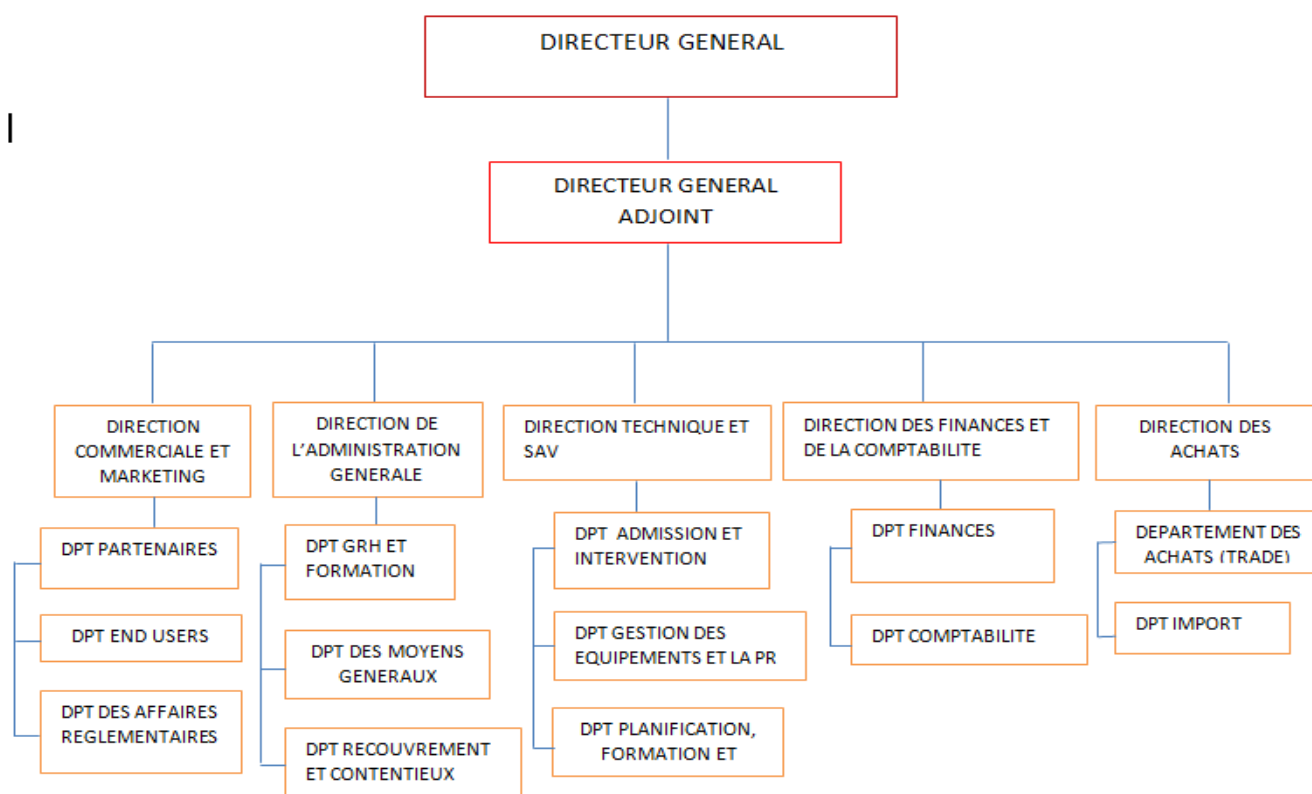 DIRECTEUR GENERAL
DIRECTEUR GENERAL
ADJOINT
DIRECTION
COMMERCIALE ET
MARKETING
DIRECTION DE
L'ADMINISTRATION
GENERALE
DIRECTION TECHNIQUE ET
SAV
DIRECTION DES FINANCES ET
DE LA COMPTABILITE
DIRECTION DES
ACHATS
DPT PARTENAIRES
DPT END USERS
DPT DES AFFAIRES
REGLEMENTAIRES
DPT GRH ET
FORMATION
DPT DES MOYENS
GENERAUX
DPT RECOUVREMENT
ET CONTENTIEUX
DPT ADMISSION ET
INTERVENTION
DPT GESTION DES
EQUIPEMENTS ET LA PR
DPT PLANIFICATION,
FORMATION ET
DPT FINANCES
DPT COMPTABILITE
DEPARTEMENT DES
ACHATS (TRADE)
DPT IMPORT